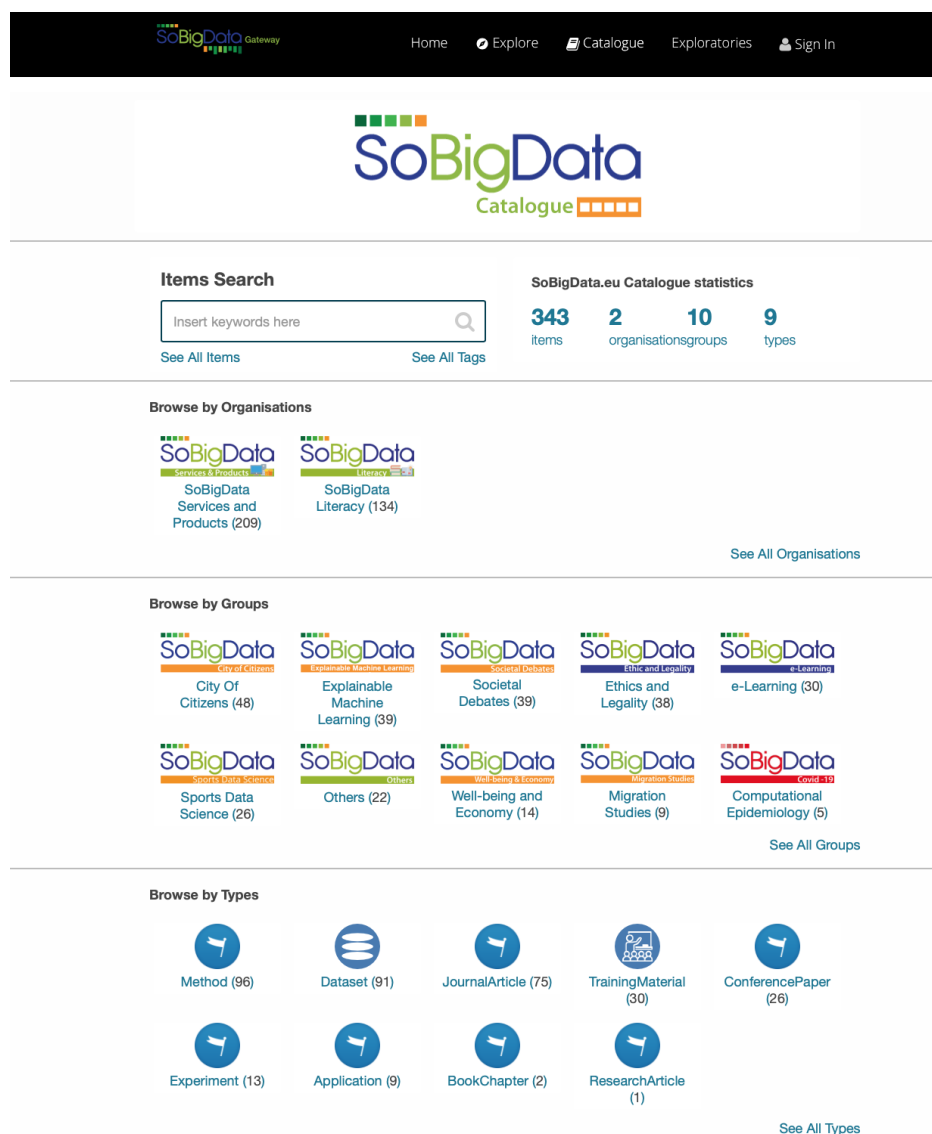 SoBigData Gateway
Home Explore Catalogue Exploratories Sign In
SoBigData
Catalogue
Items Search
Insert keywords here
See All Items See All Tags
SoBigData.eu Catalogue statistics
343 2 10 9
items organisationsgroups types
Browse by Organisations
SoBigData SoBigData
Services & Products Literacy
SoBigData SoBigData
Services and Literacy (134)
Products (209)
See All Organisations
Browse by Groups
SoBigData SoBigData SoBigData SoBigData SoBigData
City of Citizens Explainable Machine Learning Societal Debates Ethic and Legality e-Learning
City Of Explainable Societal Ethics and e-Learning (30)
Citizens (48) Machine Debates (39) Legality (38)
Learning (39)
SoBigData SoBigData SoBigData SoBigData SoBigData
Sports Data Science Others Well-being & Economy Migration Studies Covid -19
Sports Data Others (22) Well-being and Migration Computational
Science (26) Economy (14) Studies (9) Epidemiology (5)
See All Groups
Browse by Types
Method (96) Dataset (91) JournalArticle (75) TrainingMaterial ConferencePaper
(30) (26)
Experiment (13) Application (9) BookChapter (2) ResearchArticle
(1)
See All Types